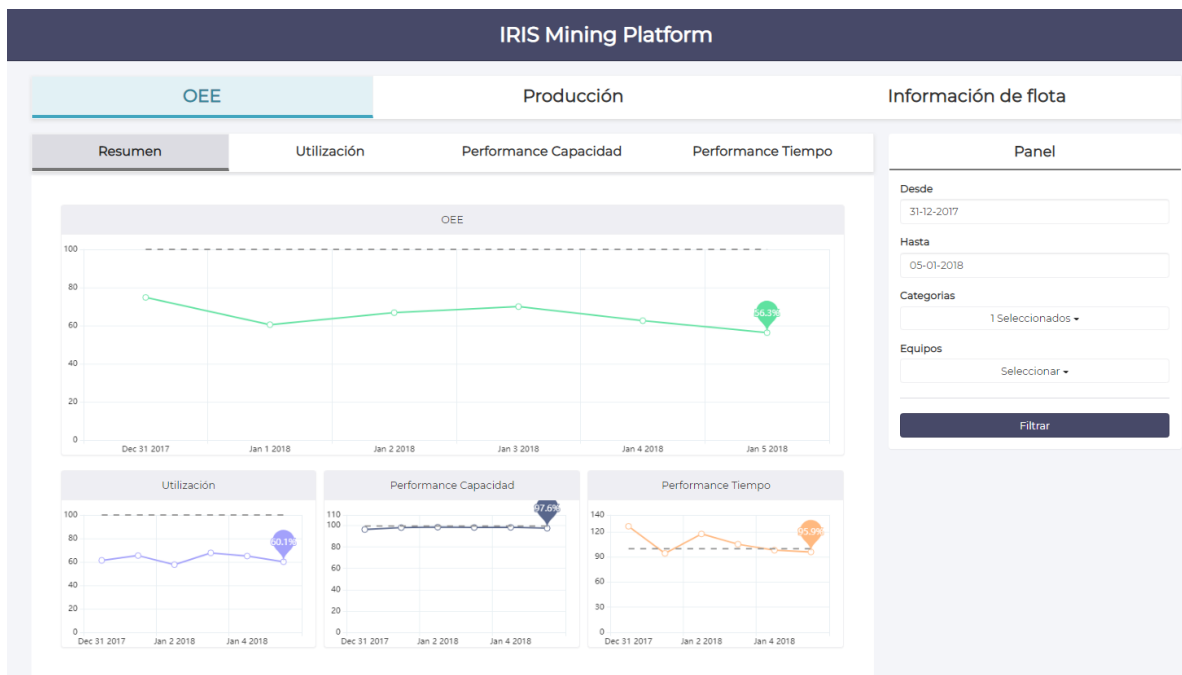 IRIS Mining Platform
OEE Producción Información de flota
Resumen Utilización Performance Capacidad Performance Tiempo
Panel
Desde
31-12-2017
Hasta
05-01-2018
Categorias
1 Seleccionados
Equipos
Seleccionar
Filtrar
OEE
100
80
60
40
20
0
56.3%
Dec 31 2017 Jan 1 2018 Jan 2 2018 Jan 3 2018 Jan 4 2018 Jan 5 2018
Utilización
100
80
60
40
20
0
60.1%
Dec 31 2017 Jan 2 2018 Jan 4 2018
Performance Capacidad
110
100
80
60
40
20
0
97.6%
Dec 31 2017 Jan 2 2018 Jan 4 2018
Performance Tiempo
140
120
90
60
30
0
95.9%
Dec 31 2017 Jan 2 2018 Jan 4 2018